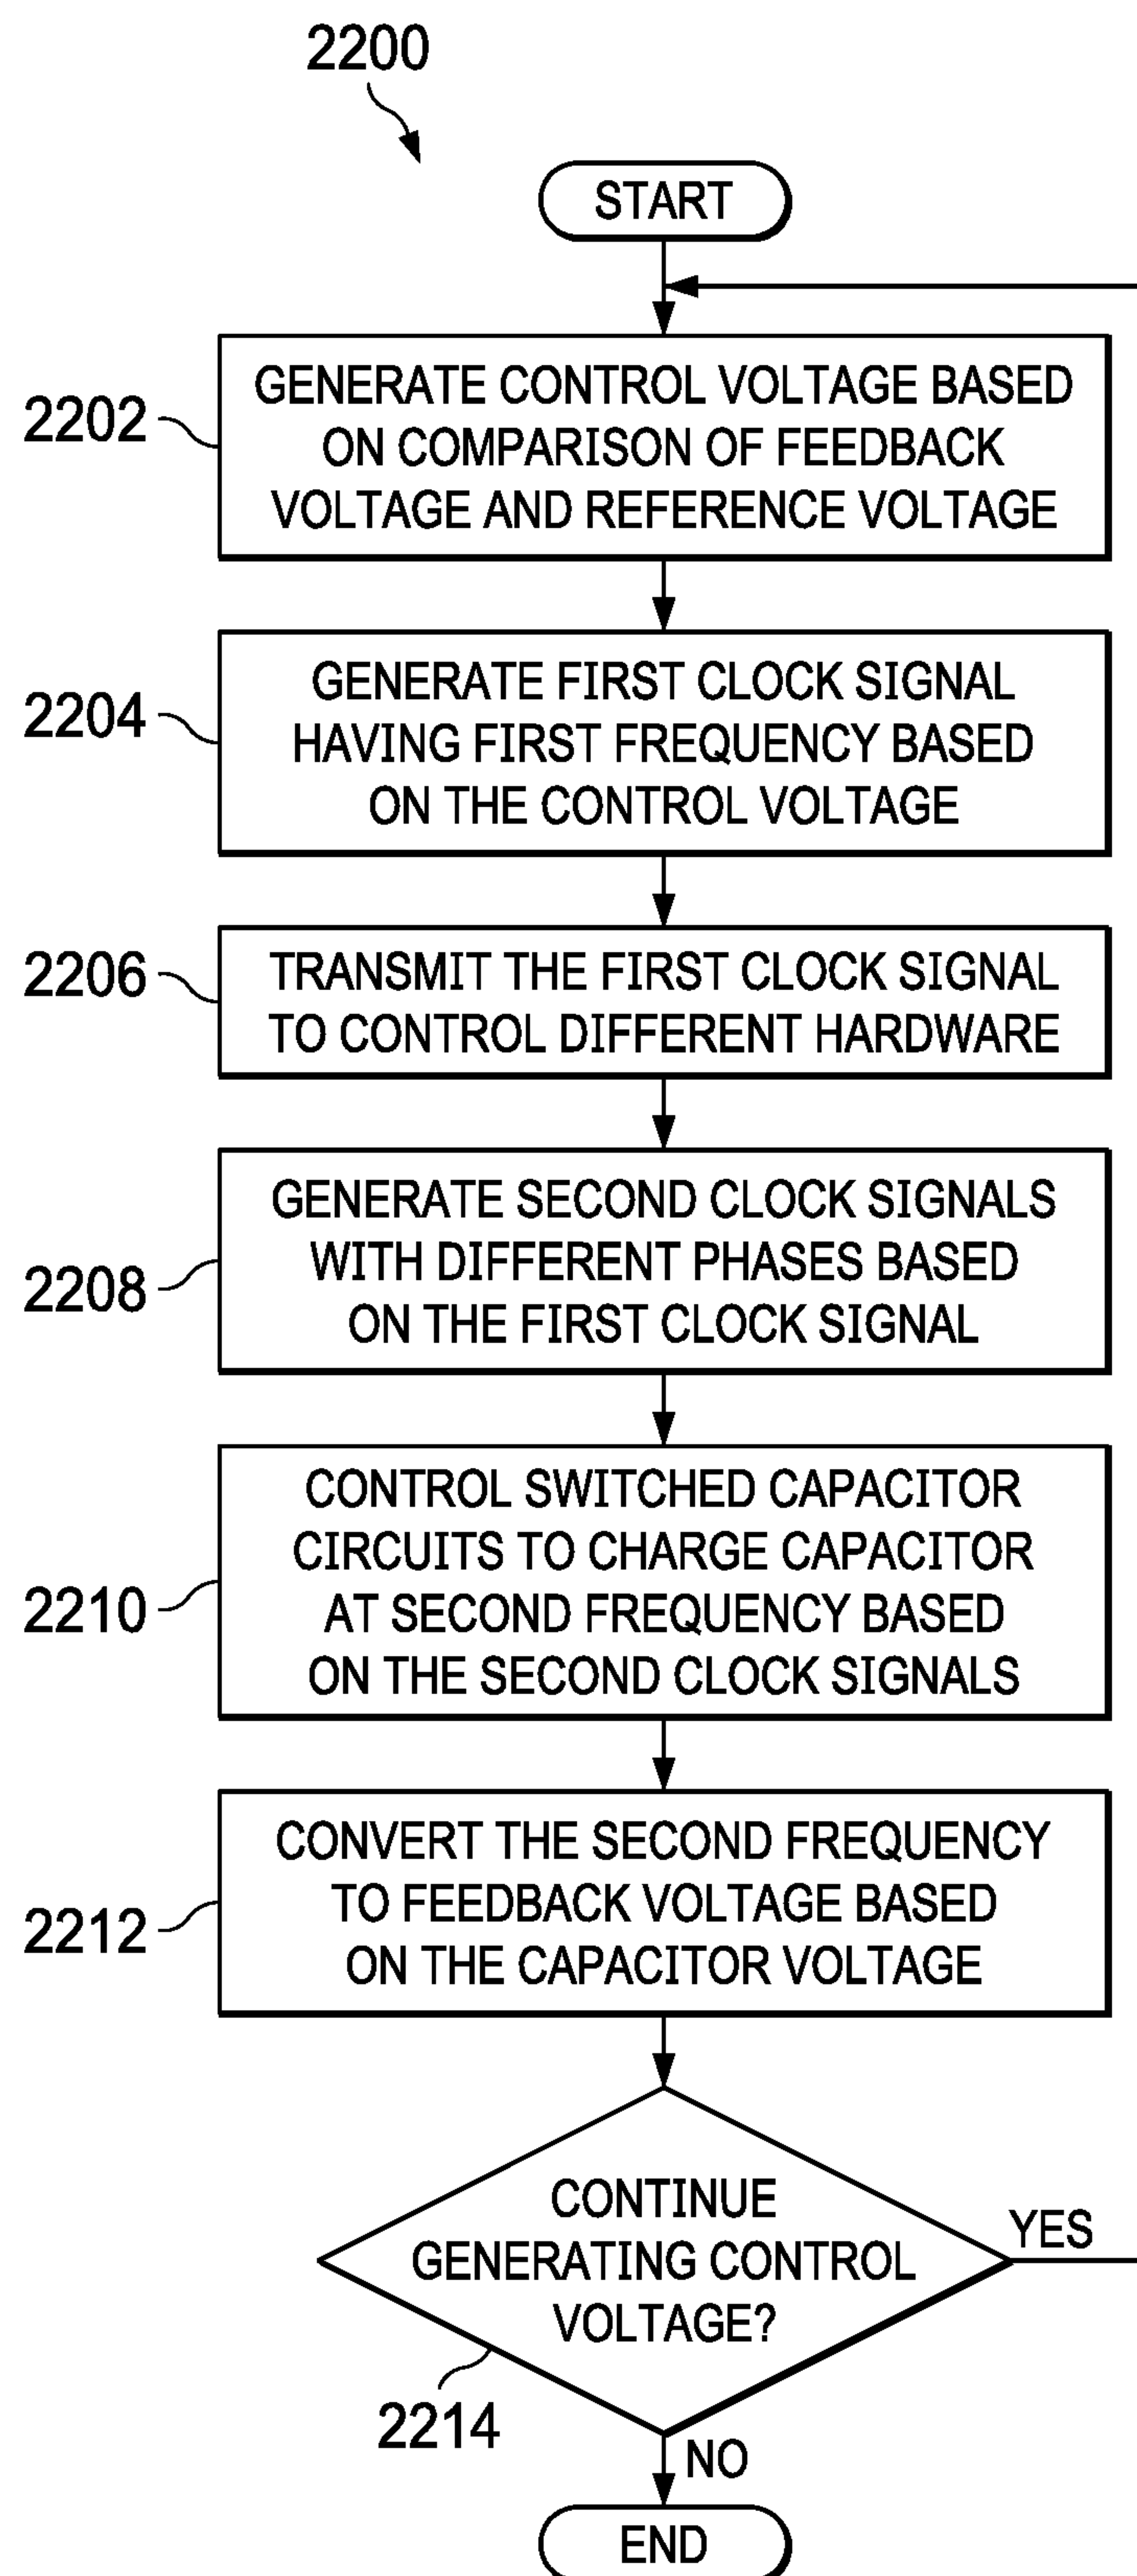 2200
START
2202
GENERATE CONTROL VOLTAGE BASED
ON COMPARISON OF FEEDBACK
VOLTAGE AND REFERENCE VOLTAGE
2204
GENERATE FIRST CLOCK SIGNAL
HAVING FIRST FREQUENCY BASED
ON THE CONTROL VOLTAGE
2206
TRANSMIT THE FIRST CLOCK SIGNAL
TO CONTROL DIFFERENT HARDWARE
2208
GENERATE SECOND CLOCK SIGNALS
WITH DIFFERENT PHASES BASED
ON THE FIRST CLOCK SIGNAL
2210
CONTROL SWITCHED CAPACITOR
CIRCUITS TO CHARGE CAPACITOR
AT SECOND FREQUENCY BASED
ON THE SECOND CLOCK SIGNALS
2212
CONVERT THE SECOND FREQUENCY
TO FEEDBACK VOLTAGE BASED
ON THE CAPACITOR VOLTAGE
CONTINUE
GENERATING CONTROL
VOLTAGE?
YES
2214
NO
END